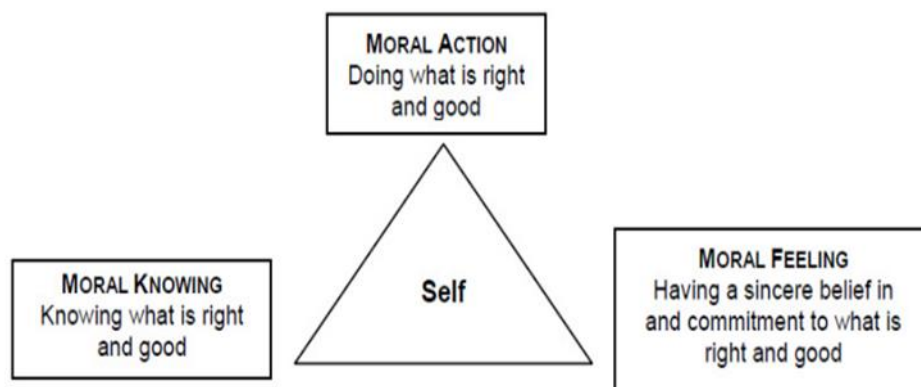 MORAL ACTION
Doing what is right
and good
MORAL KNOWING
Knowing what is right
and good
Self
MORAL FEELING
Having a sincere belief in
and commitment to what is
right and good